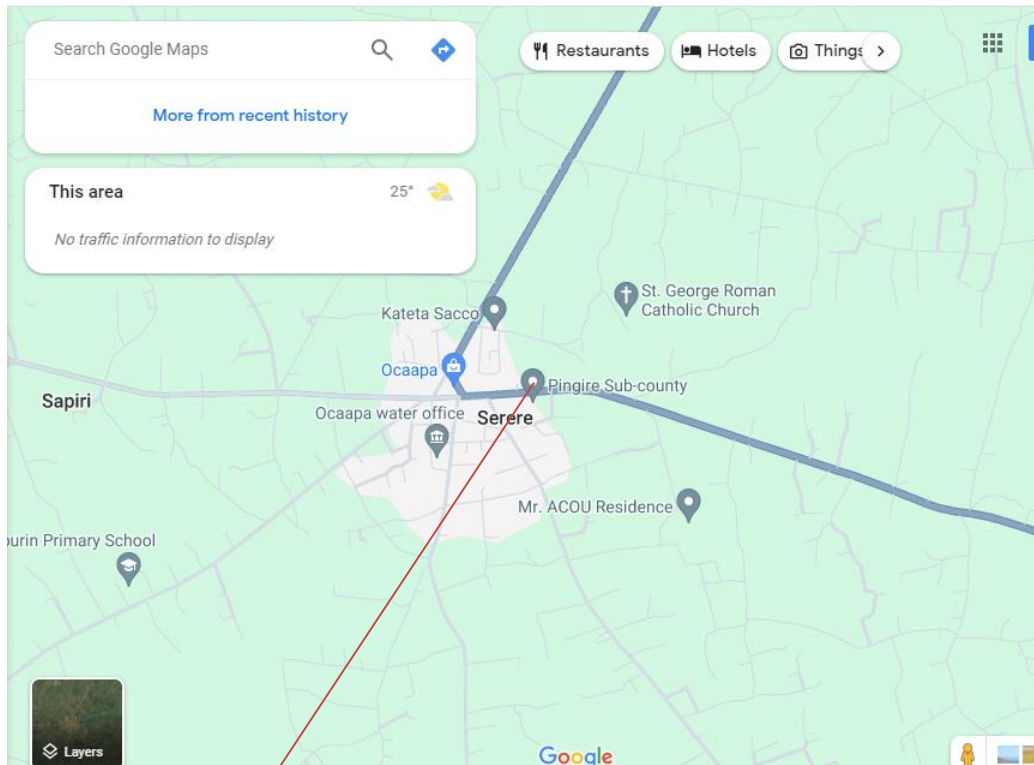 Search Google Maps
Restaurants
Hotels
Things
More from recent history
This area
25°
No traffic information to display
St. George Roman
Catholic Church
Kateta Sacco
Ocaapa
Pingire Sub-county
Sapiri
Ocaapa water office
Serere
Mr. ACOU Residence
Primary School
Layers
Google